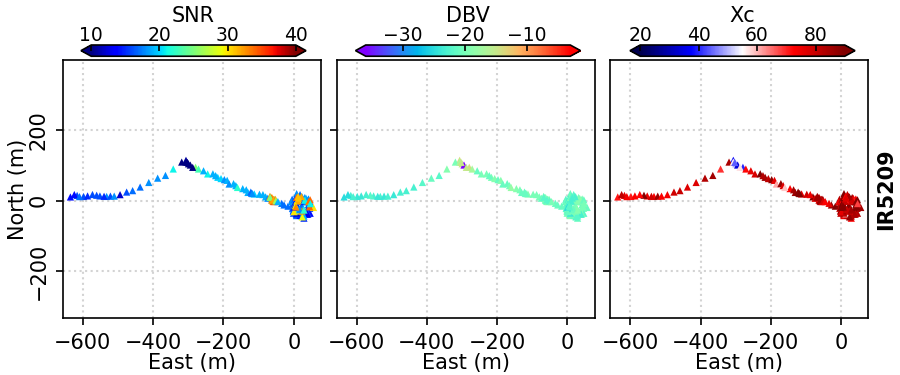 SNR DBV Xc
10 20 30 40 −30 −20 −10 20 40 60 80
200
0
−200
North (m)
IR5209
−600 −400 −200 0 −600 −400 −200 0 −600 −400 −200 0
East (m) East (m) East (m)